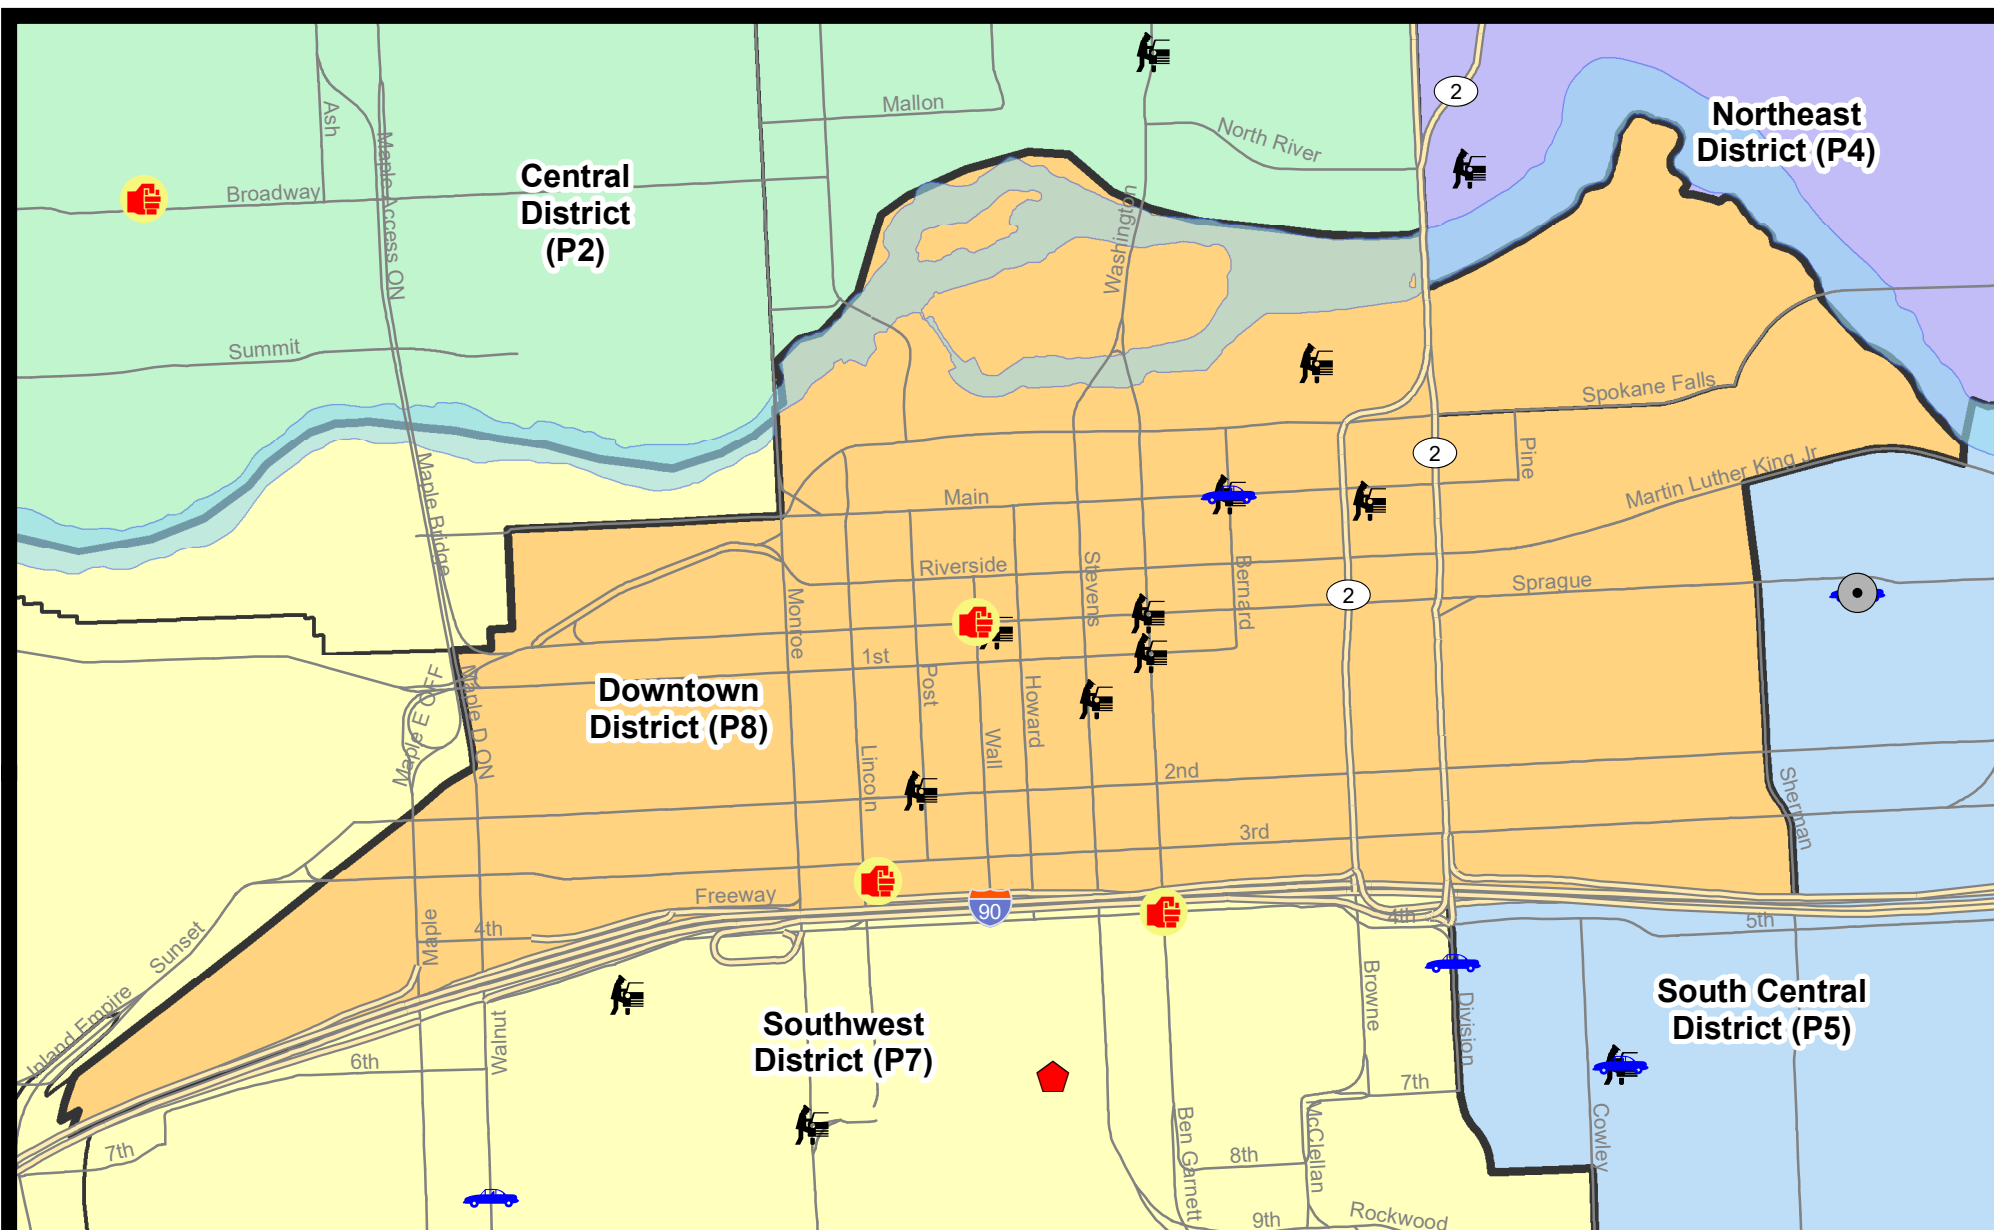 2
Northeast
District (P4)
Mallon
Ash
North River
Maple Access ON
Central
District
(P2)
Broadway
Washington
Summit
Spokane Falls
2
Pine
Maple Bridge
Martin Luther King Jr
Main
Riverside
Stevens
Bernard
Sprague
2
Monroe
1st
Maple E OFF
Maple D ON
Post
Howard
Downtown
District (P8)
Wall
Lincoln
2nd
Sherman
3rd
Freeway
90
4th
5th
Maple
4th
Sunset
Browne
Inland Empire
Division
South Central
District (P5)
Walnut
Southwest
District (P7)
6th
7th
McClellan
Ben Garnett
Cowley
7th
8th
9th
Rockwood